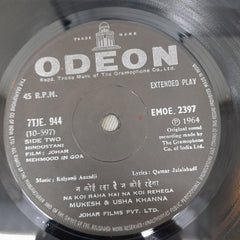 TRADE MARK
ODEON
Regd. Trade Mark of The Gramophone Co., Ltd.
45 R.P.M.
EXTENDED PLAY
7TJE. 944
(10-597)
SIDE TWO
HINDUSTANI
FILM: JOHAR
MEHMOOD IN GOA
EMOE. 2397
℗ 1964
Original sound
recording made by
The Gramophone
Co. of India Ltd.
Music: Kalyanji Anandji
Lyrics: Qamar Jalalabadi
न कोई रहा है न कोई रहेगा
NA KOI RAHA HAI NA KOI REHEGA
MUKESH & USHA KHANNA
JOHAR FILMS PVT. LTD.